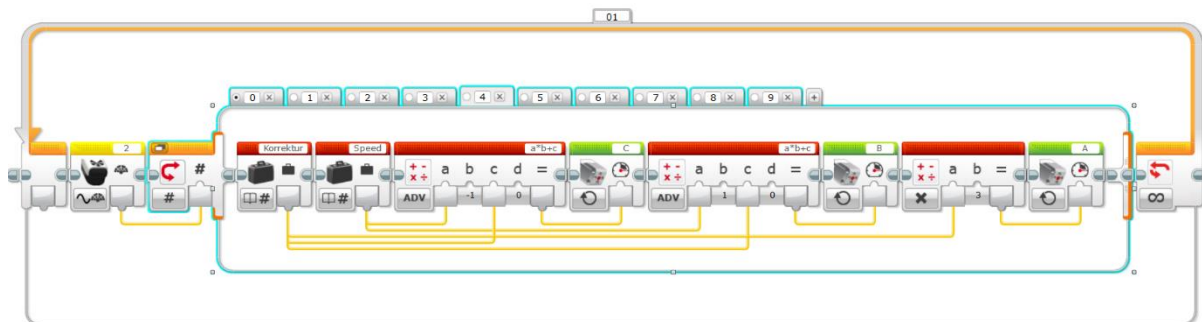 01
0 1 2 3 4 5 6 7 8 9 +
2 Korrektur Speed a*b+c C a*b+c B A
# a b c d = a b c d = a b =
# # # ADV -1 0 ADV 1 0 3 ∞